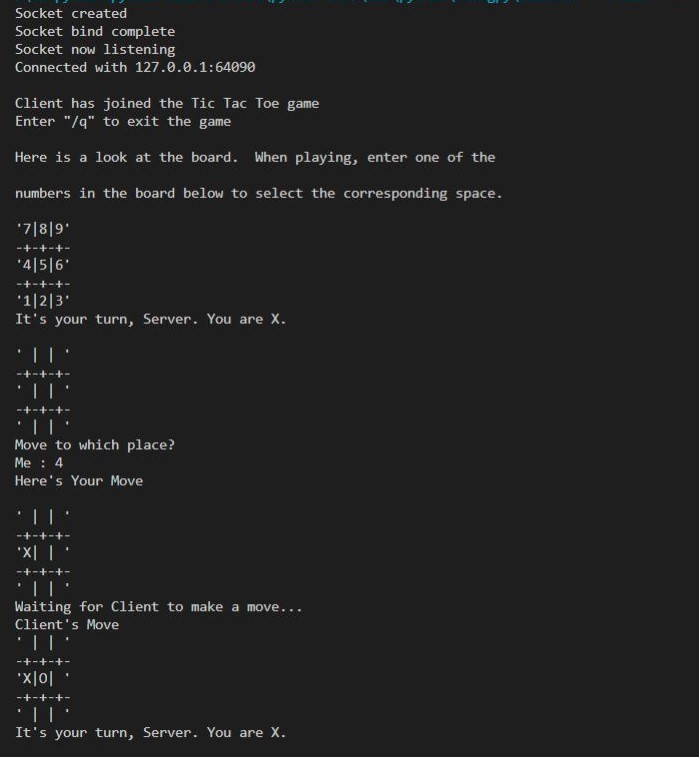 Socket created
Socket bind complete
Socket now listening
Connected with 127.0.0.1:64090
Client has joined the Tic Tac Toe game
Enter "/q" to exit the game
Here is a look at the board.  When playing, enter one of the
numbers in the board below to select the corresponding space.
'7|8|9'
-+-+-+-
'4|5|6'
-+-+-+-
'1|2|3'
It's your turn, Server. You are X.
' | | '
-+-+-+-
' | | '
-+-+-+-
' | | '
Move to which place?
Me : 4
Here's Your Move
' | | '
-+-+-+-
'X| | '
-+-+-+-
' | | '
Waiting for Client to make a move...
Client's Move
' | | '
-+-+-+-
'X|O| '
-+-+-+-
' | | '
It's your turn, Server. You are X.